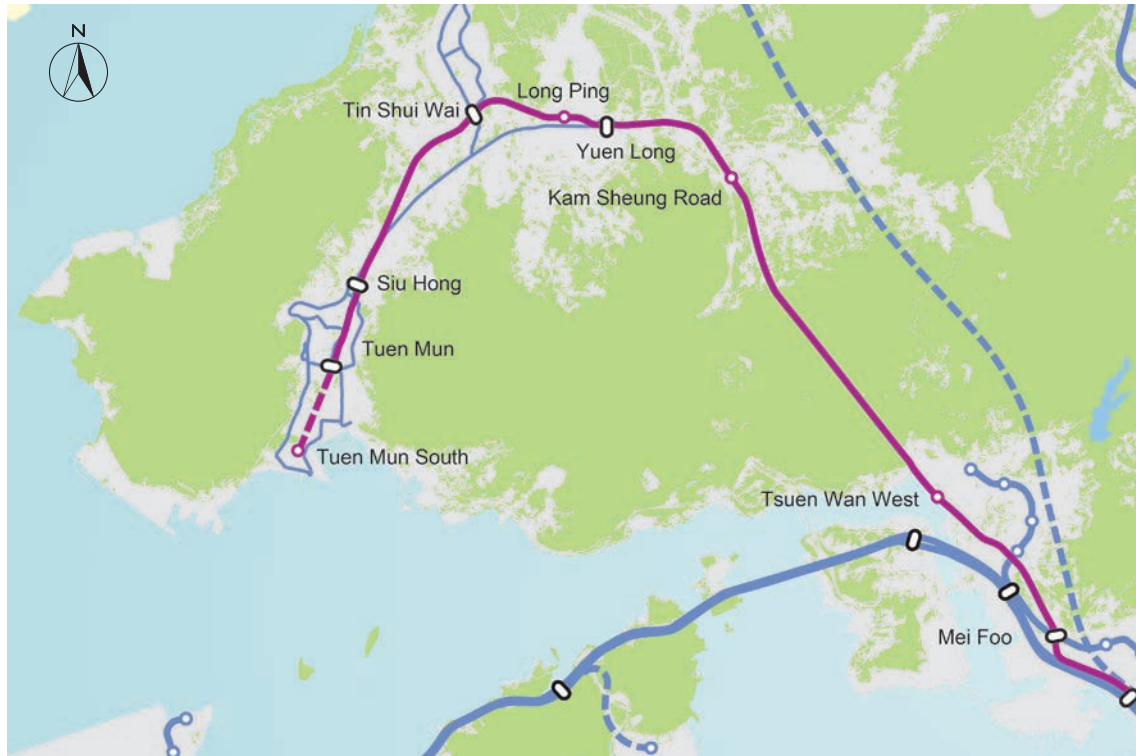 N
Long Ping
Tin Shui Wai
Yuen Long
Kam Sheung Road
Siu Hong
Tuen Mun
Tuen Mun South
Tsuen Wan West
Mei Foo